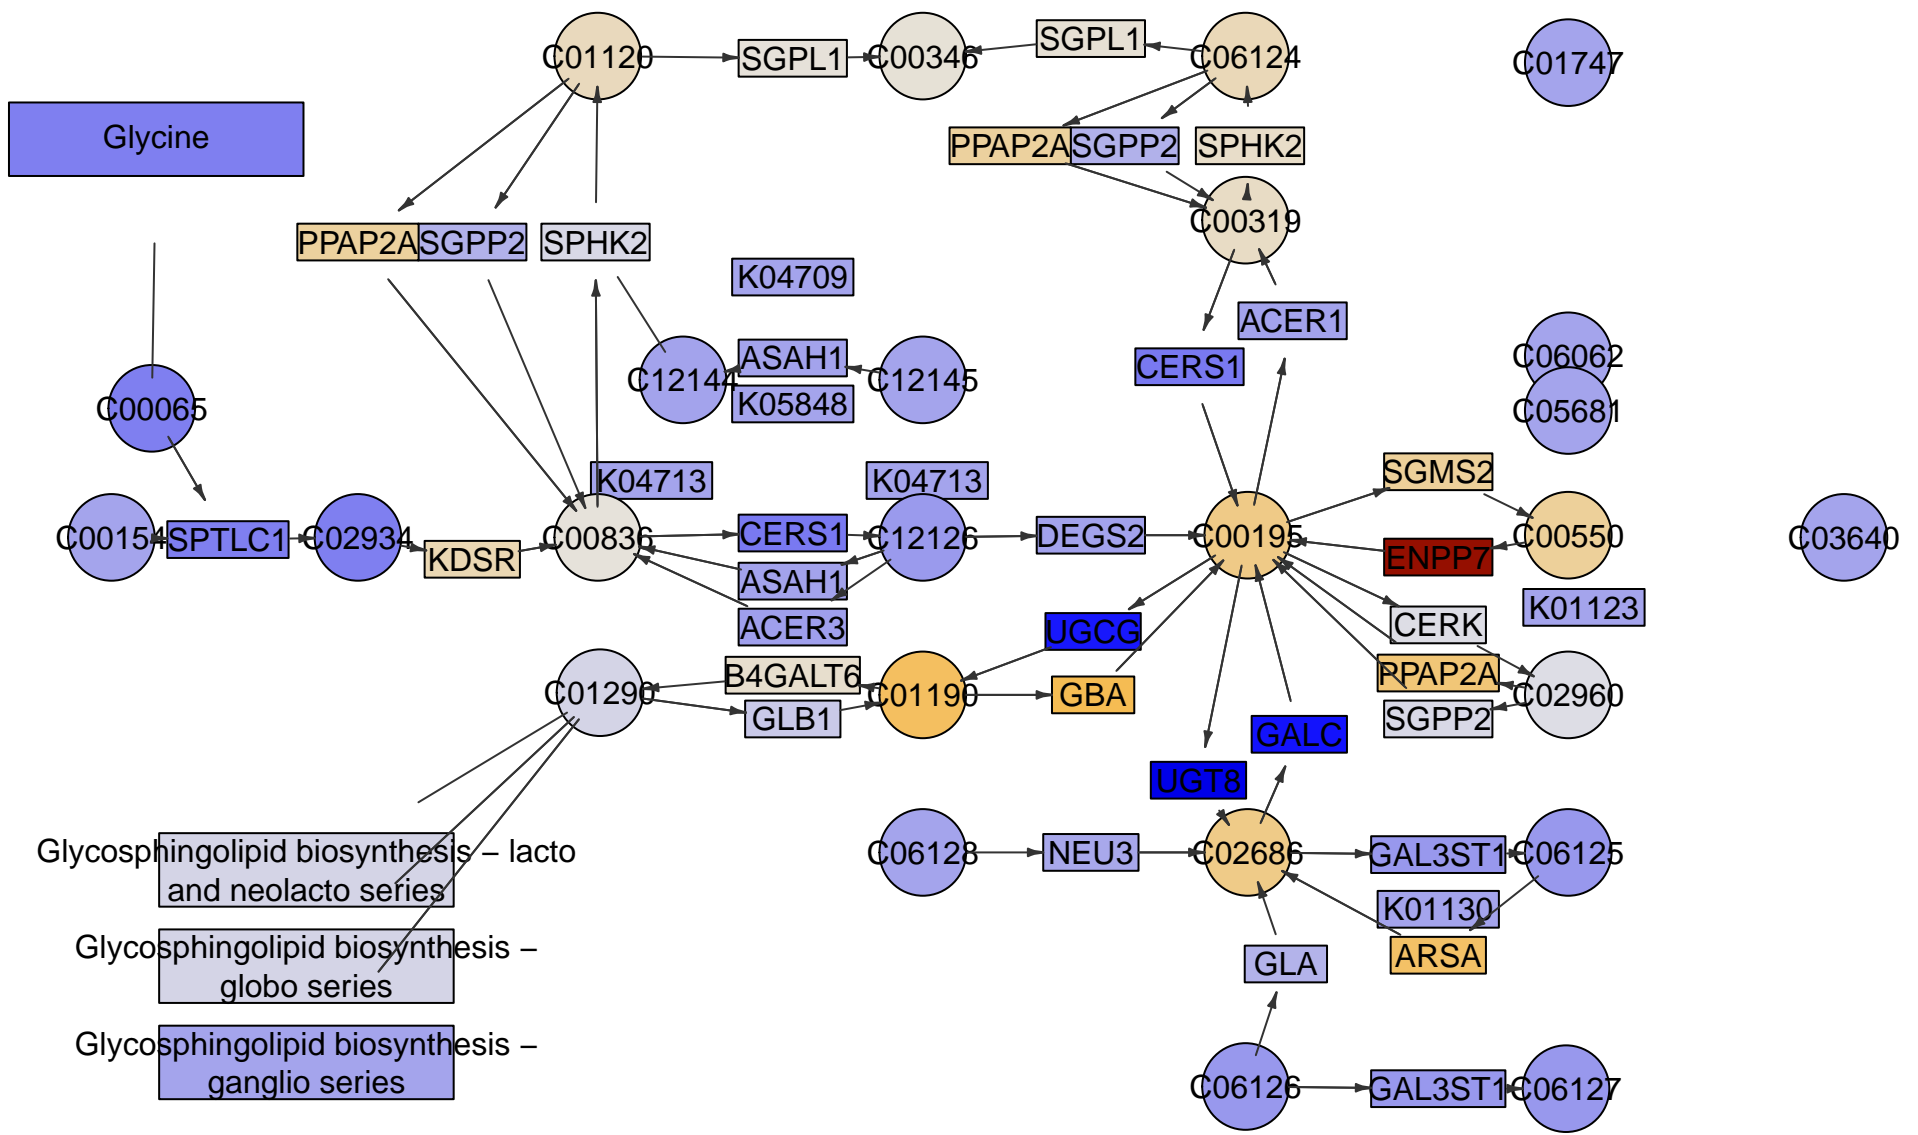 C01120
SGPL1
C00346
SGPL1
C06124
C01747
Glycine
PPAP2A
SGPP2
SPHK2
C00319
PPAP2A
SGPP2
SPHK2
K04709
ACER1
C12144
ASAH1
C12145
CERS1
C06062
K05848
C00065
C05681
K04713
K04713
SGMS2
C00154
SPTLC1
C02934
KDSR
C00836
CERS1
C12126
DEGS2
C00195
ENPP7
C00550
C03640
ASAH1
K01123
ACER3
UGCG
CERK
B4GALT6
PPAP2A
C01290
C01190
GBA
C02960
GLB1
SGPP2
GALC
UGT8
Glycosphingolipid biosynthesis – lacto
and neolacto series
C06128
NEU3
C02686
GAL3ST1
C06125
K01130
Glycosphingolipid biosynthesis –
globo series
GLA
ARSA
Glycosphingolipid biosynthesis –
ganglio series
C06126
GAL3ST1
C06127